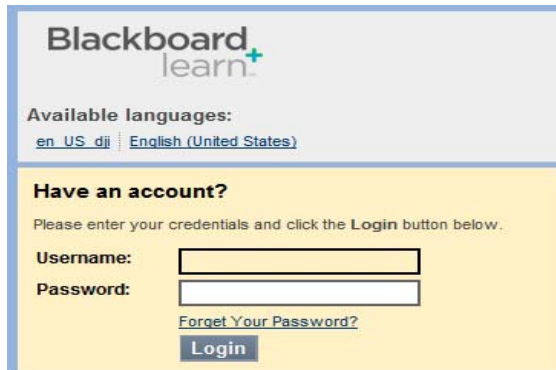 Blackboard
learn+
Available languages:
en_US_dji English (United States)
Have an account?
Please enter your credentials and click the Login button below.
Username:
Password:
Forget Your Password?
Login